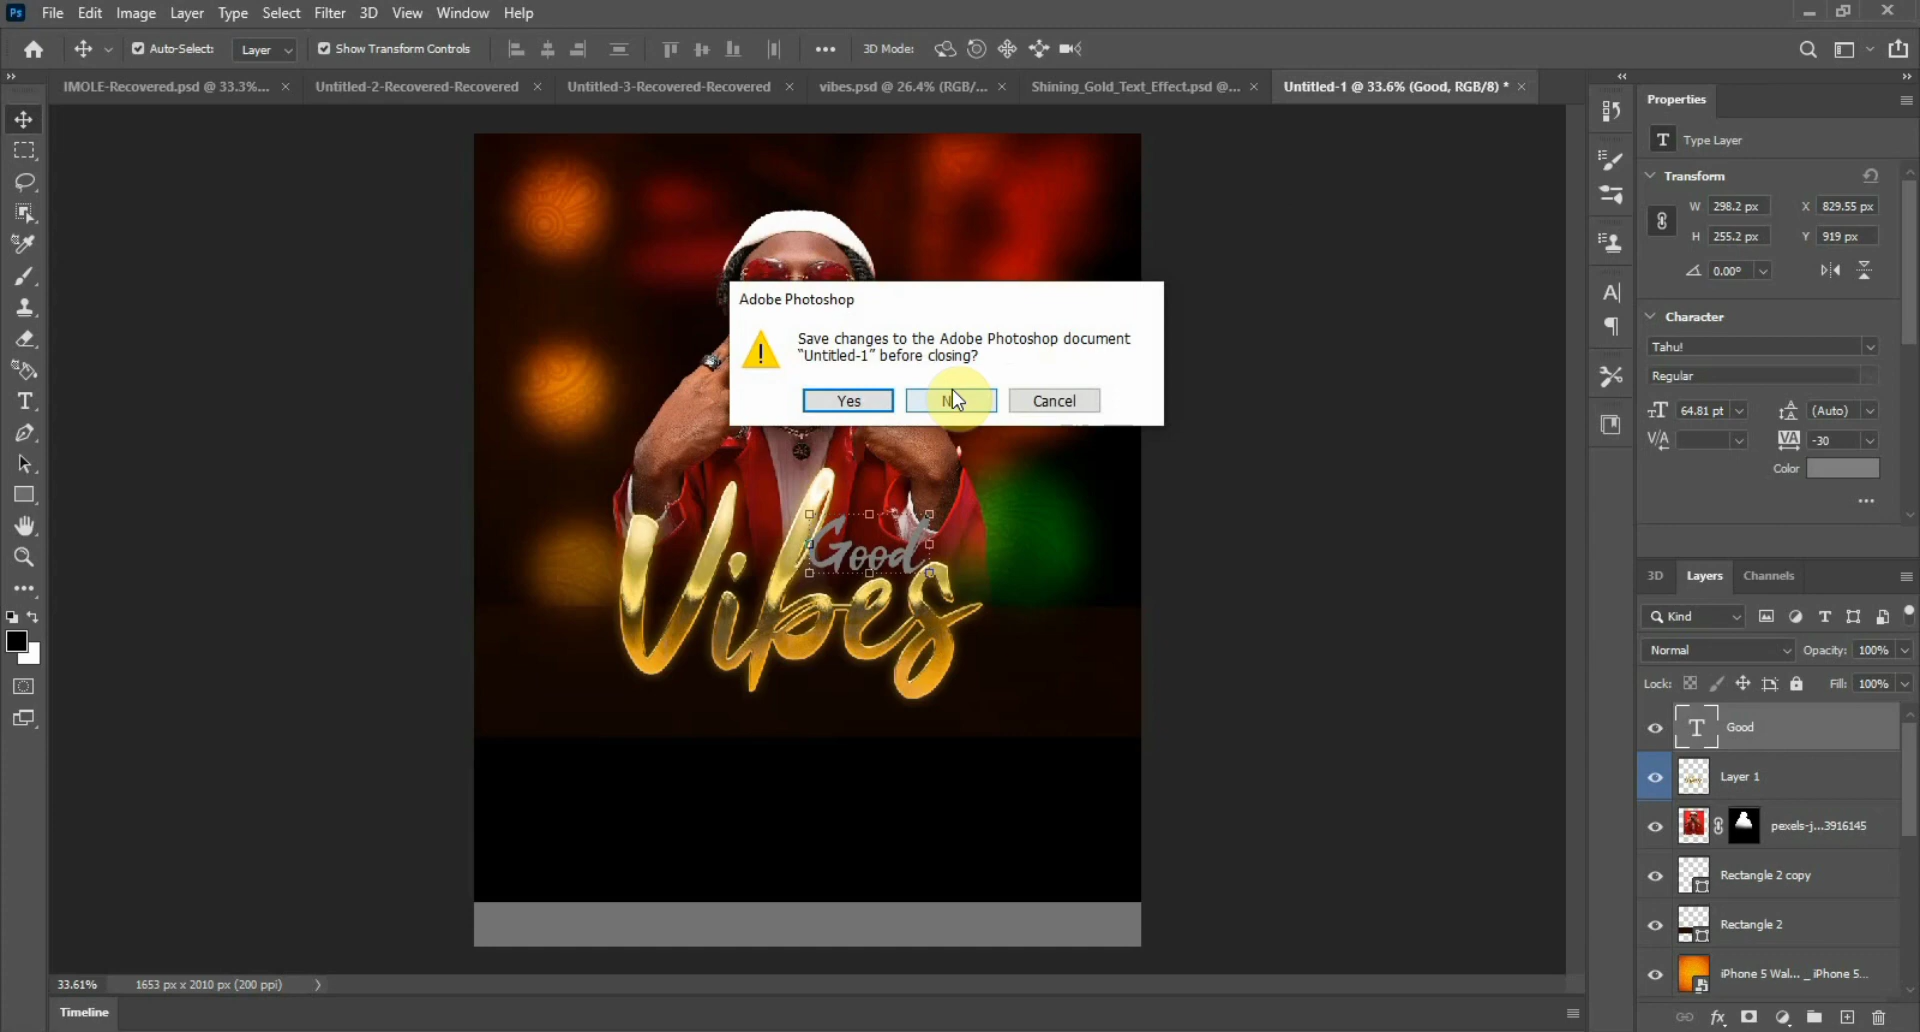 Ps File Edit Image Layer Type Select Filter 3D View Window Help
Auto-Select: Layer Show Transform Controls 3D Mode:
IMOLE-Recovered.psd @ 33.3%... × Untitled-2-Recovered-Recovered × Untitled-3-Recovered-Recovered × vibes.psd @ 26.4% (RGB/... × Shining_Gold_Text_Effect.psd @... × Untitled-1 @ 33.6% (Good, RGB/8) * ×
Properties
T Type Layer
Transform
W 298.2 px X 829.55 px
H 255.2 px Y 919 px
0.00°
Character
Tahu!
Regular
64.81 pt (Auto)
V/A VA -30
Color
Adobe Photoshop
Save changes to the Adobe Photoshop document
“Untitled-1” before closing?
Yes Cancel
Good
Vibes
3D Layers Channels
Kind
Normal Opacity: 100%
Lock: Fill: 100%
T Good
Layer 1
pexels-j...3916145
Rectangle 2 copy
Rectangle 2
iPhone 5 Wal... _ iPhone 5...
fx
33.61% 1653 px x 2010 px (200 ppi)
Timeline